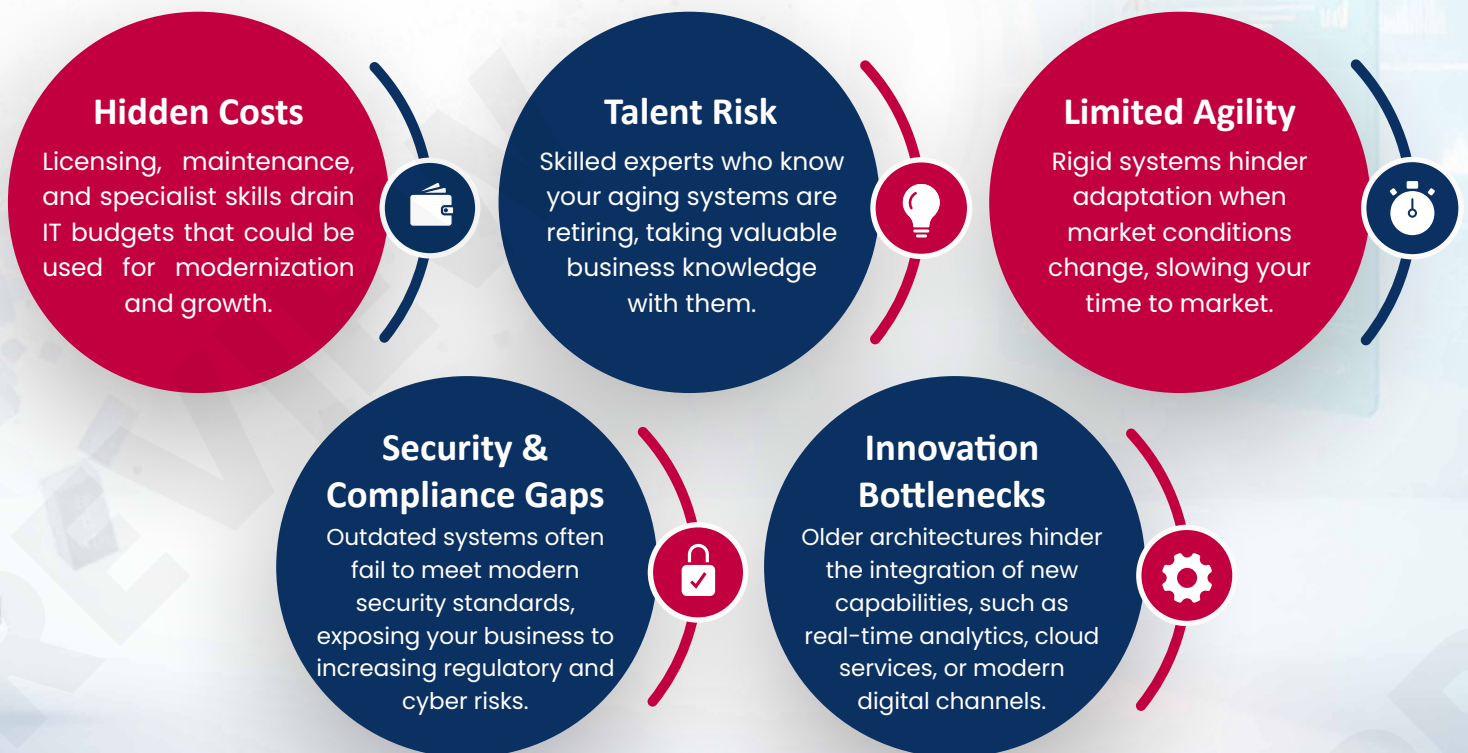 Hidden Costs
Licensing, maintenance,
and specialist skills drain
IT budgets that could be
used for modernization
and growth.
Talent Risk
Skilled experts who know
your aging systems are
retiring, taking valuable
business knowledge
with them.
Limited Agility
Rigid systems hinder
adaptation when
market conditions
change, slowing your
time to market.
Security &
Compliance Gaps
Outdated systems often
fail to meet modern
security standards,
exposing your business to
increasing regulatory and
cyber risks.
Innovation
Bottlenecks
Older architectures hinder
the integration of new
capabilities, such as
real-time analytics, cloud
services, or modern
digital channels.